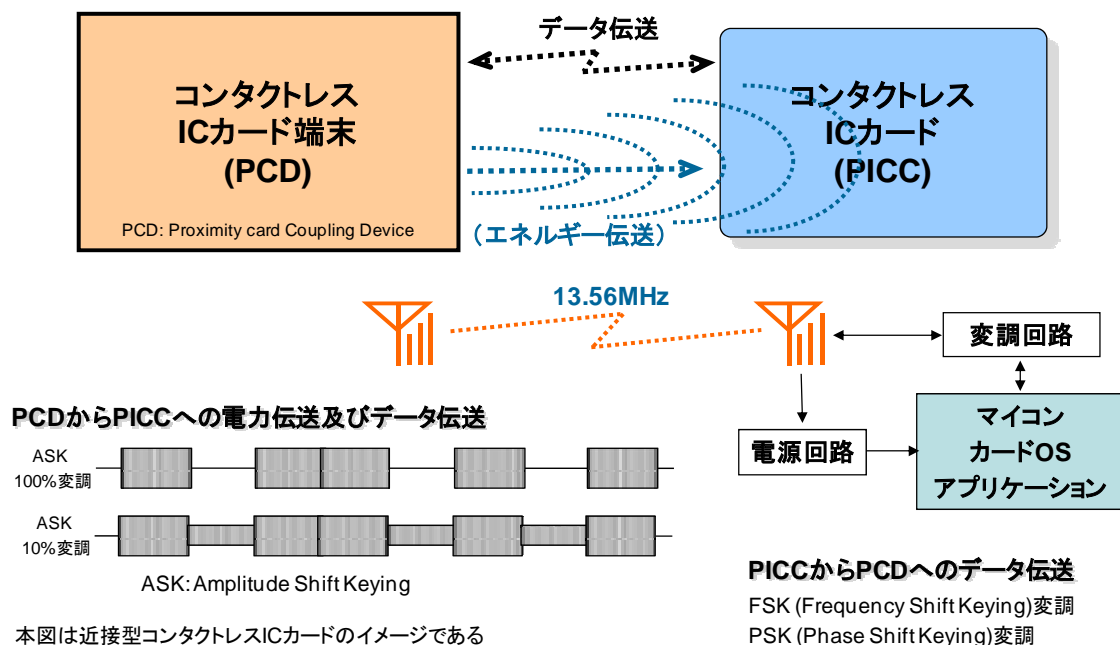 データ伝送
コンタクトレス
ICカード端末
(PCD)
PCD: Proximity card Coupling Device
コンタクトレス
ICカード
(PICC)
（エネルギー伝送）
13.56MHz
変調回路
電源回路
マイコン
カードOS
アプリケーション
PCDからPICCへの電力伝送及びデータ伝送
ASK
100%変調
ASK
10%変調
ASK: Amplitude Shift Keying
本図は近接型コンタクトレスICカードのイメージである
PICCからPCDへのデータ伝送
FSK (Frequency Shift Keying)変調
PSK (Phase Shift Keying)変調